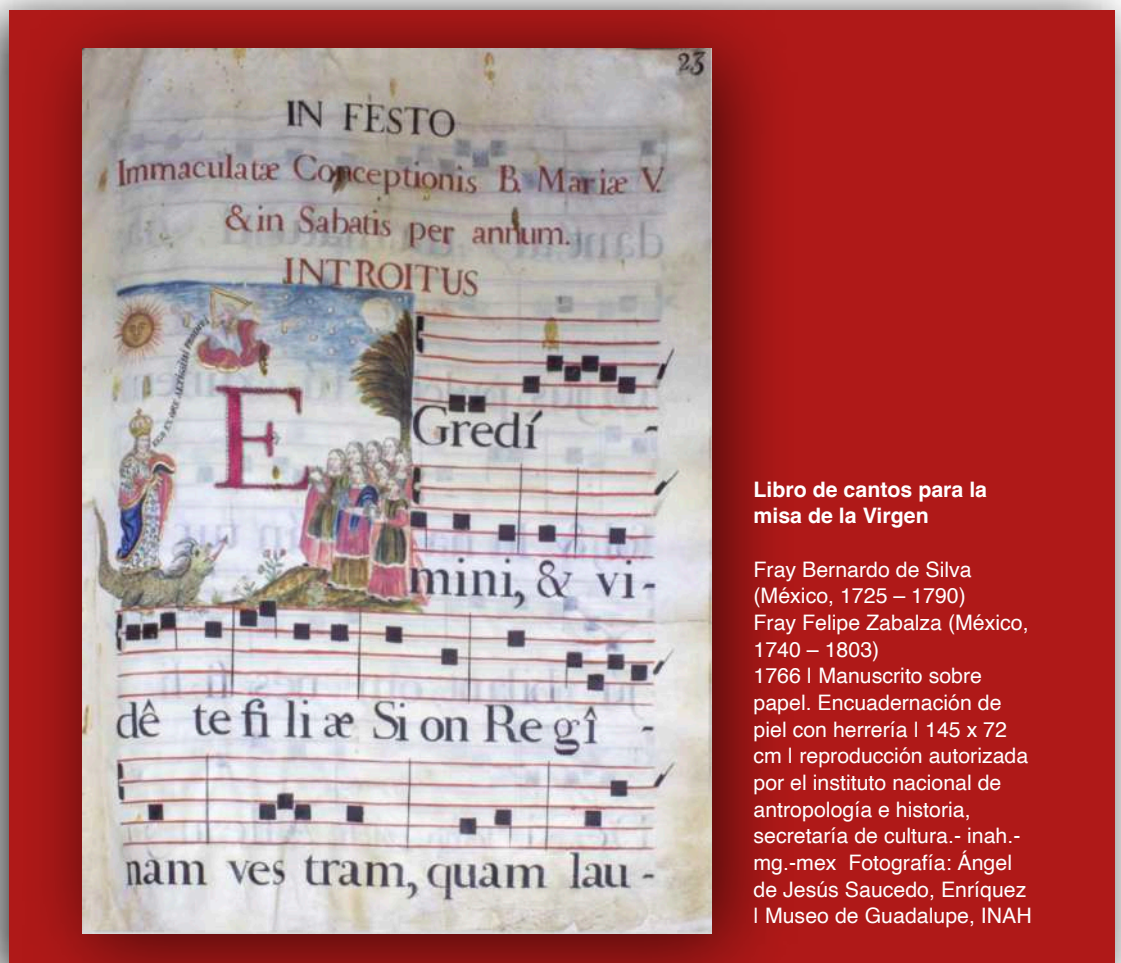 23
IN FESTO
Immaculatæ Conceptionis B. Mariæ V.
& in Sabatis per annum.
INTROITUS
E
Gredí -
mini, & vi-
dê te fi li æ Si on Re gî -
nam ves tram, quam lau -
Libro de cantos para la
misa de la Virgen
Fray Bernardo de Silva
(México, 1725 – 1790)
Fray Felipe Zabalza (México,
1740 – 1803)
1766 | Manuscrito sobre
papel. Encuadernación de
piel con herrería | 145 x 72
cm | reproducción autorizada
por el instituto nacional de
antropología e historia,
secretaría de cultura.- inah.-
mg.-mex Fotografía: Ángel
de Jesús Saucedo, Enríquez
| Museo de Guadalupe, INAH